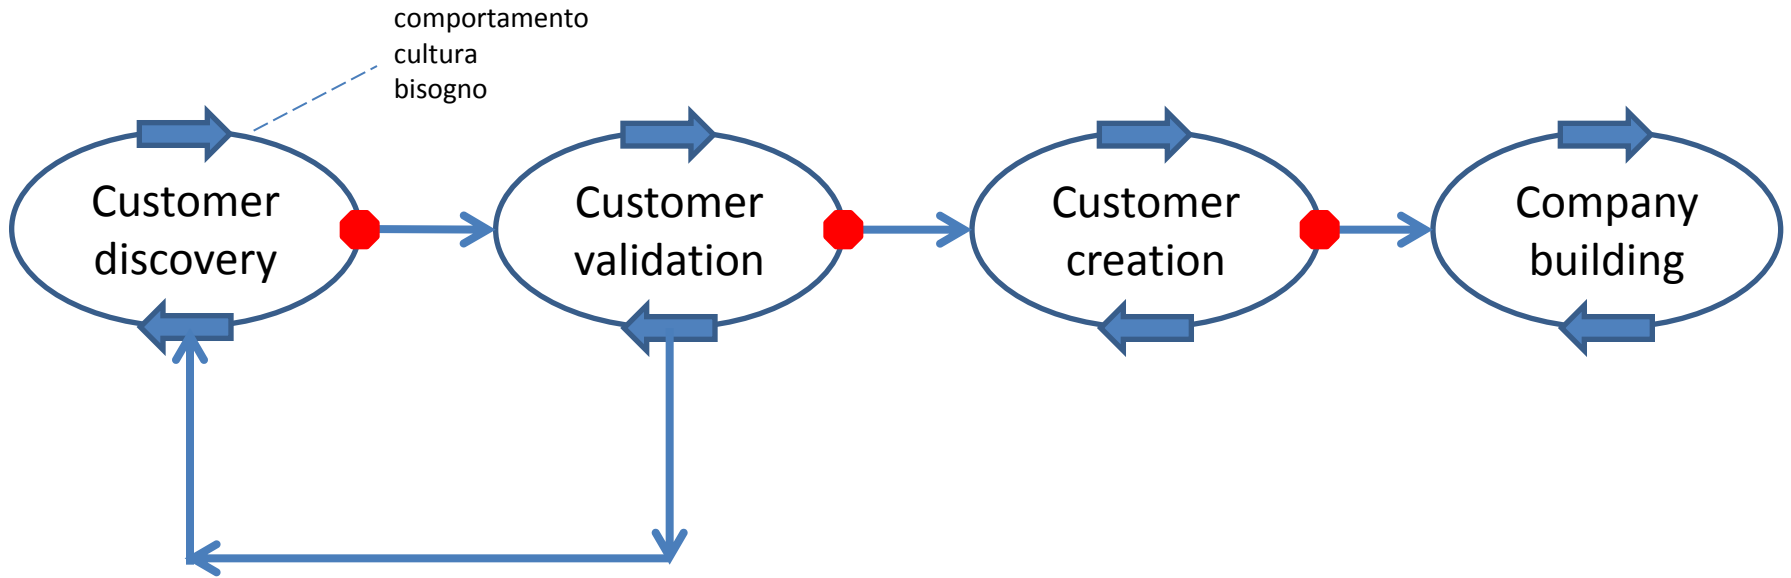 comportamento
cultura
bisogno
Customer
discovery
Customer
validation
Customer
creation
Company
building